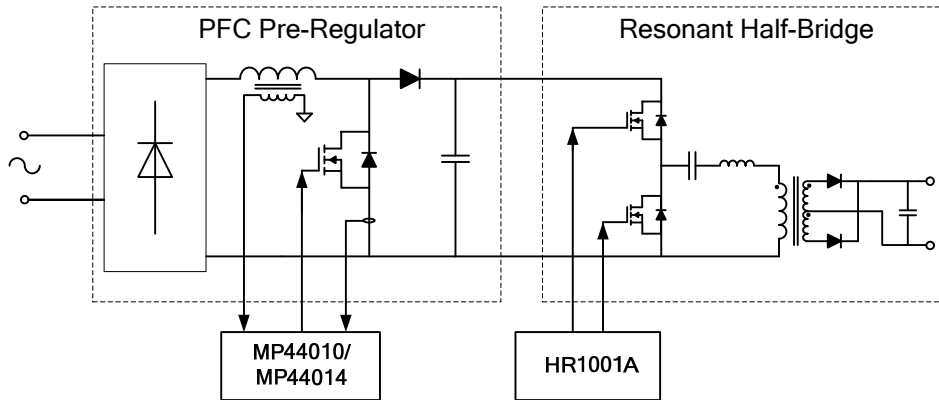 PFC Pre-Regulator
Resonant Half-Bridge
MP44010/
MP44014
HR1001A